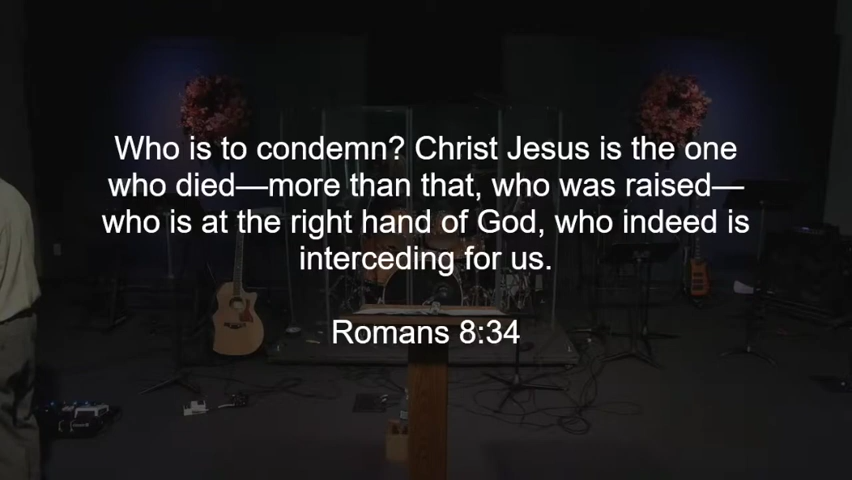 Who is to condemn? Christ Jesus is the one
who died—more than that, who was raised—
who is at the right hand of God, who indeed is
interceding for us.
Romans 8:34